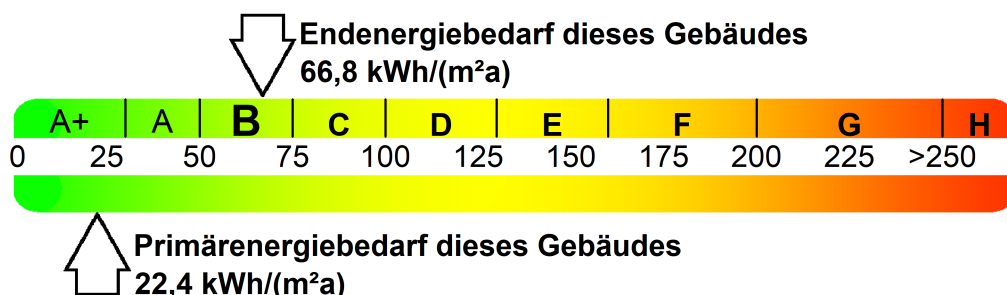 Endenergiebedarf dieses Gebäudes
66,8 kWh/(m²a)
A+ A B C D E F G H
0 25 50 75 100 125 150 175 200 225 >250
Primärenergiebedarf dieses Gebäudes
22,4 kWh/(m²a)